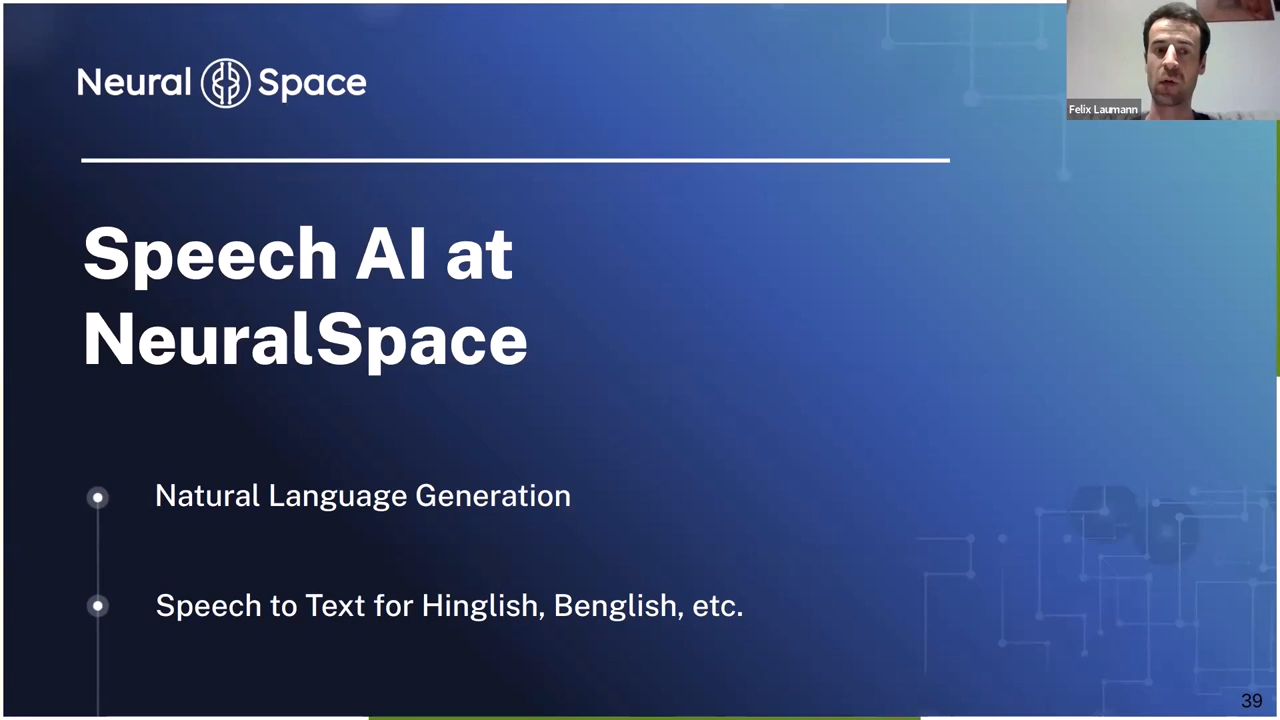 Neural Space
Felix Laumann
Speech AI at
NeuralSpace
Natural Language Generation
Speech to Text for Hinglish, Benglish, etc.
39